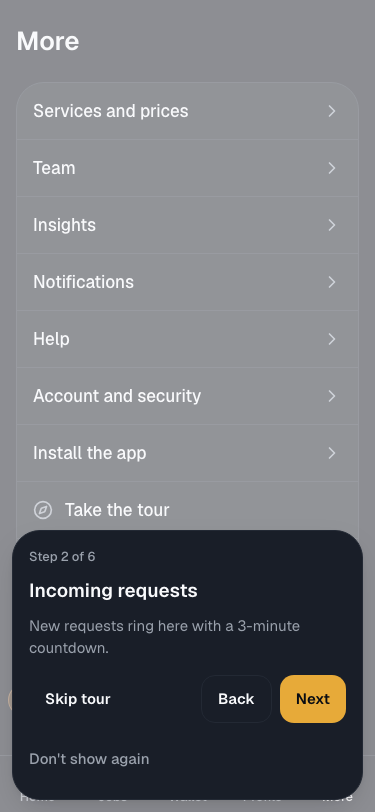 More
Services and prices
Team
Insights
Notifications
Help
Account and security
Install the app
Take the tour
Step 2 of 6
Incoming requests
New requests ring here with a 3-minute
countdown.
Skip tour
Back
Next
Don't show again